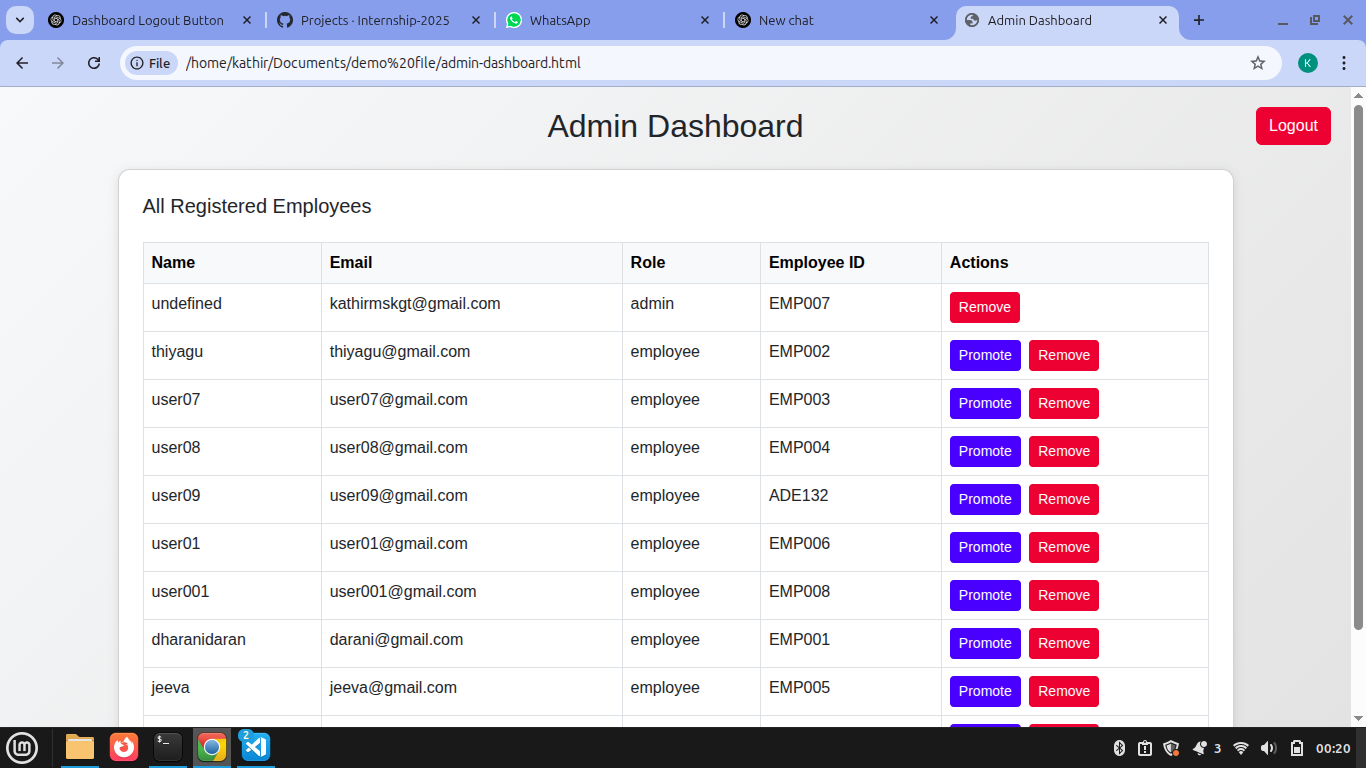 Dashboard Logout Button
Projects · Internship-2025
WhatsApp
New chat
Admin Dashboard
File /home/kathir/Documents/demo%20file/admin-dashboard.html K
Admin Dashboard
Logout
All Registered Employees
Name Email Role Employee ID Actions
undefined kathirmskgt@gmail.com admin EMP007 Remove
thiyagu thiyagu@gmail.com employee EMP002 Promote Remove
user07 user07@gmail.com employee EMP003 Promote Remove
user08 user08@gmail.com employee EMP004 Promote Remove
user09 user09@gmail.com employee ADE132 Promote Remove
user01 user01@gmail.com employee EMP006 Promote Remove
user001 user001@gmail.com employee EMP008 Promote Remove
dharanidaran darani@gmail.com employee EMP001 Promote Remove
jeeva jeeva@gmail.com employee EMP005 Promote Remove
$_ 2 3 00:20